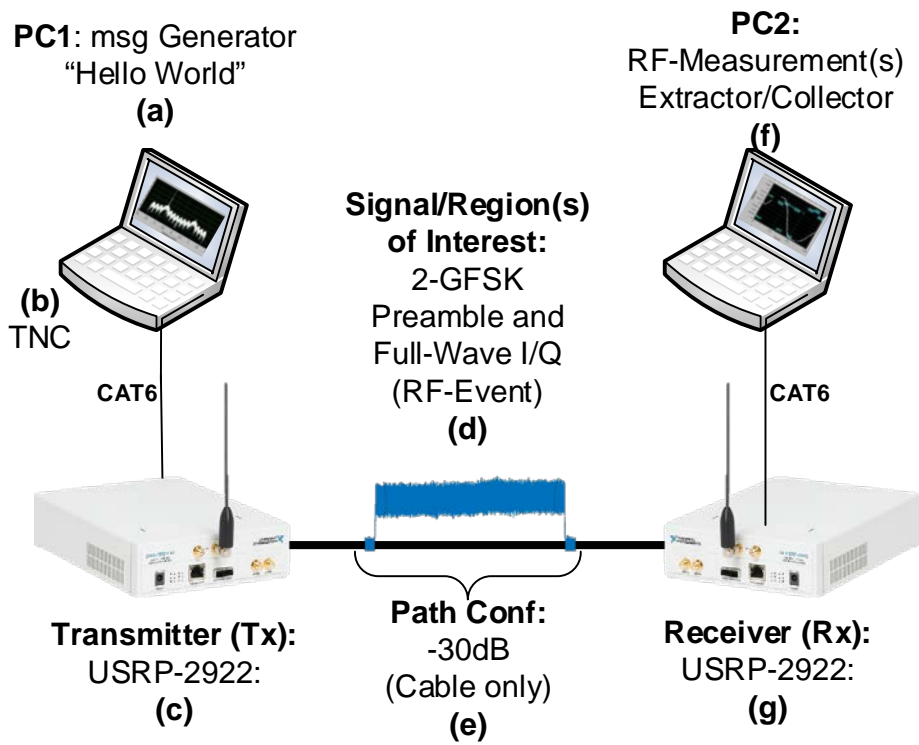 PC1: msg Generator
“Hello World”
(a)
PC2:
RF-Measurement(s)
Extractor/Collector
(f)
Signal/Region(s)
of Interest:
2-GFSK
Preamble and
Full-Wave I/Q
(RF-Event)
(d)
(b)
TNC
CAT6
CAT6
Transmitter (Tx):
USRP-2922:
(c)
Path Conf:
-30dB
(Cable only)
(e)
Receiver (Rx):
USRP-2922:
(g)